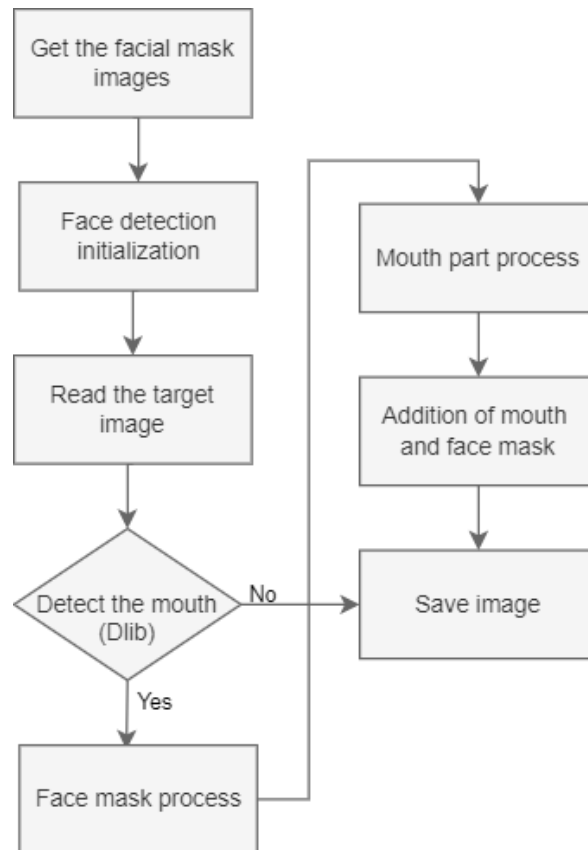 Get the facial mask
images
Face detection
initialization
Read the target
image
Detect the mouth
(Dlib)
No
Yes
Face mask process
Mouth part process
Addition of mouth
and face mask
Save image